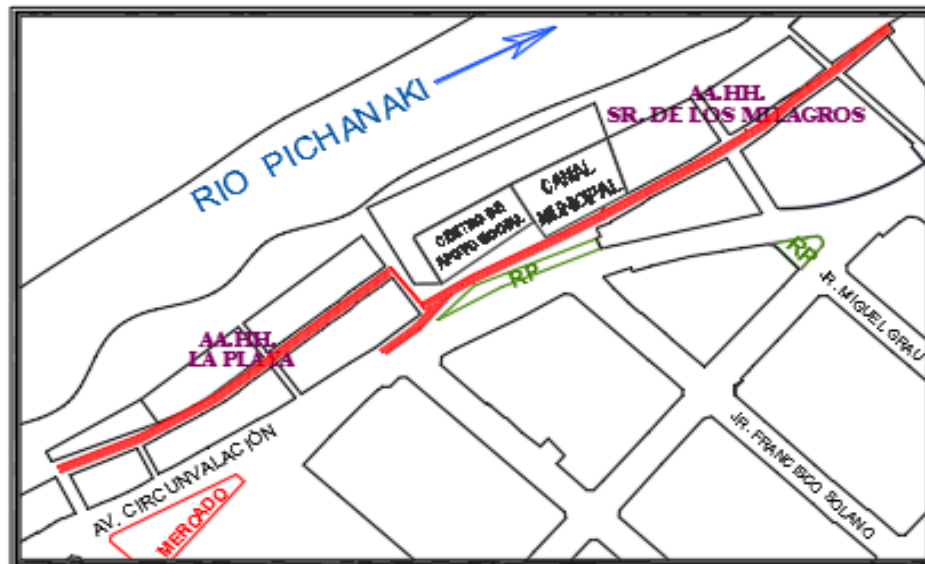 RIO PICHANAKI
AA.HH.
SR. DE LOS MILAGROS
CENTRO DE
APOYO SOCIAL
CANAL
MUNICIPAL
RP
RP
JR. MIGUEL GRAU
AA.HH.
LA PLAYA
AV. CIRCUNVALACIÓN
MERCADO
JR. FRANCISCO SOLANO